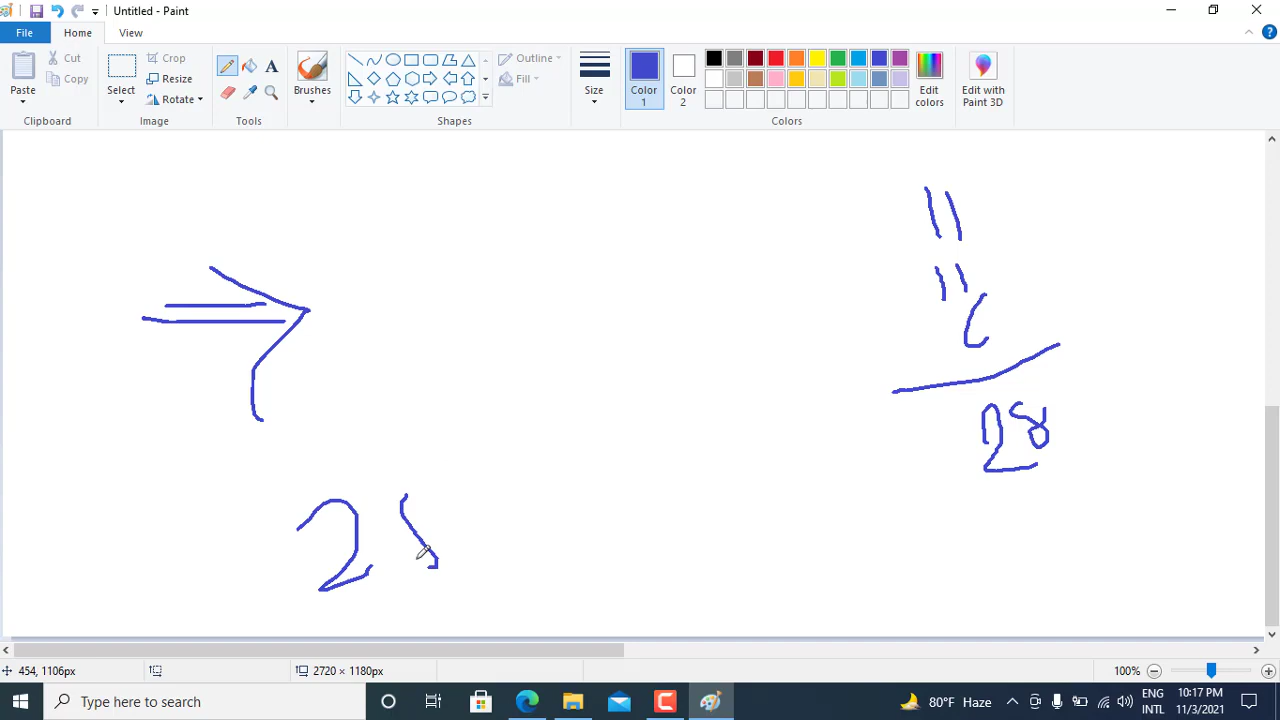 Untitled - Paint
File Home View
Paste Cut Copy Clipboard
Select Crop Resize Rotate Image
Tools
Brushes
Outline Fill Shapes
Size
Color 1 Color 2 Colors
Edit colors
Edit with Paint 3D
11
11
28
2
454, 1106px 2720 × 1180px 100%
Type here to search
80°F Haze
ENG INTL
10:17 PM
11/3/2021